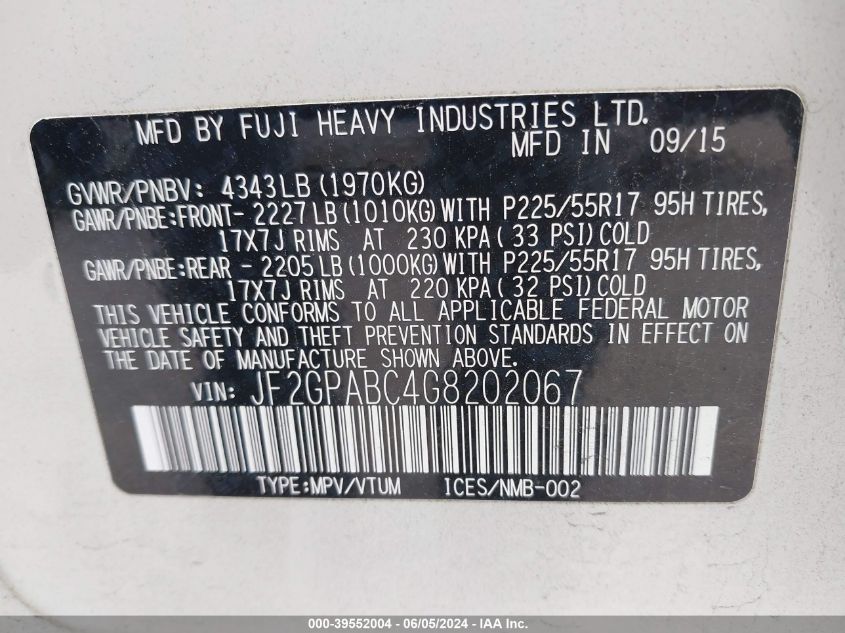 MFD BY FUJI HEAVY INDUSTRIES LTD.
MFD IN 09/15
GVWR/PNBV: 4343LB (1970KG)
GAWR/PNBE:FRONT- 2227LB(1010KG)WITH P225/55R17 95H TIRES,
17X7J RIMS AT 230 KPA( 33 PSI)COLD
GAWR/PNBE:REAR - 2205LB(1000KG)WITH P225/55R17 95H TIRES,
17X7J RIMS AT 220 KPA( 32 PSI)COLD
THIS VEHICLE CONFORMS TO ALL APPLICABLE FEDERAL MOTOR
VEHICLE SAFETY AND THEFT PREVENTION STANDARDS IN EFFECT ON
THE DATE OF MANUFACTURE SHOWN ABOVE.
VIN: JF2GPABC4G8202067
TYPE:MPV/VTUM ICES/NMB-002
000-39552004 - 06/05/2024 - IAA Inc.